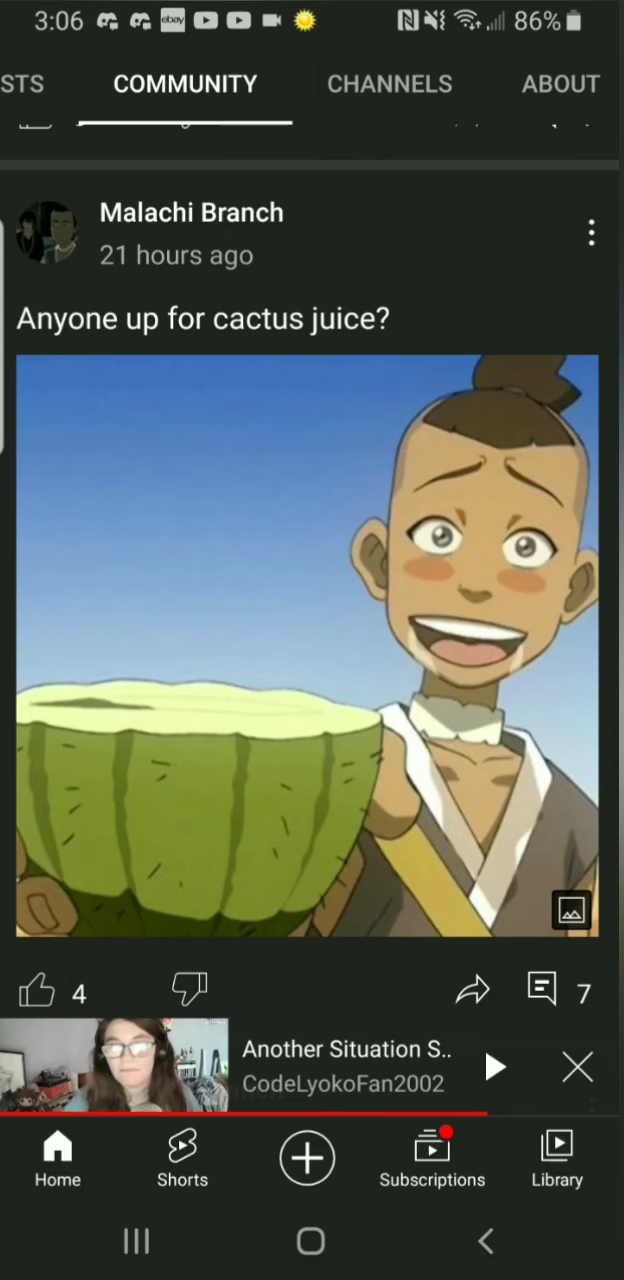 3:06
ebay
86%
STS
COMMUNITY
CHANNELS
ABOUT
Malachi Branch
21 hours ago
Anyone up for cactus juice?
4
7
Another Situation S..
CodeLyokoFan2002
Home
Shorts
Subscriptions
Library